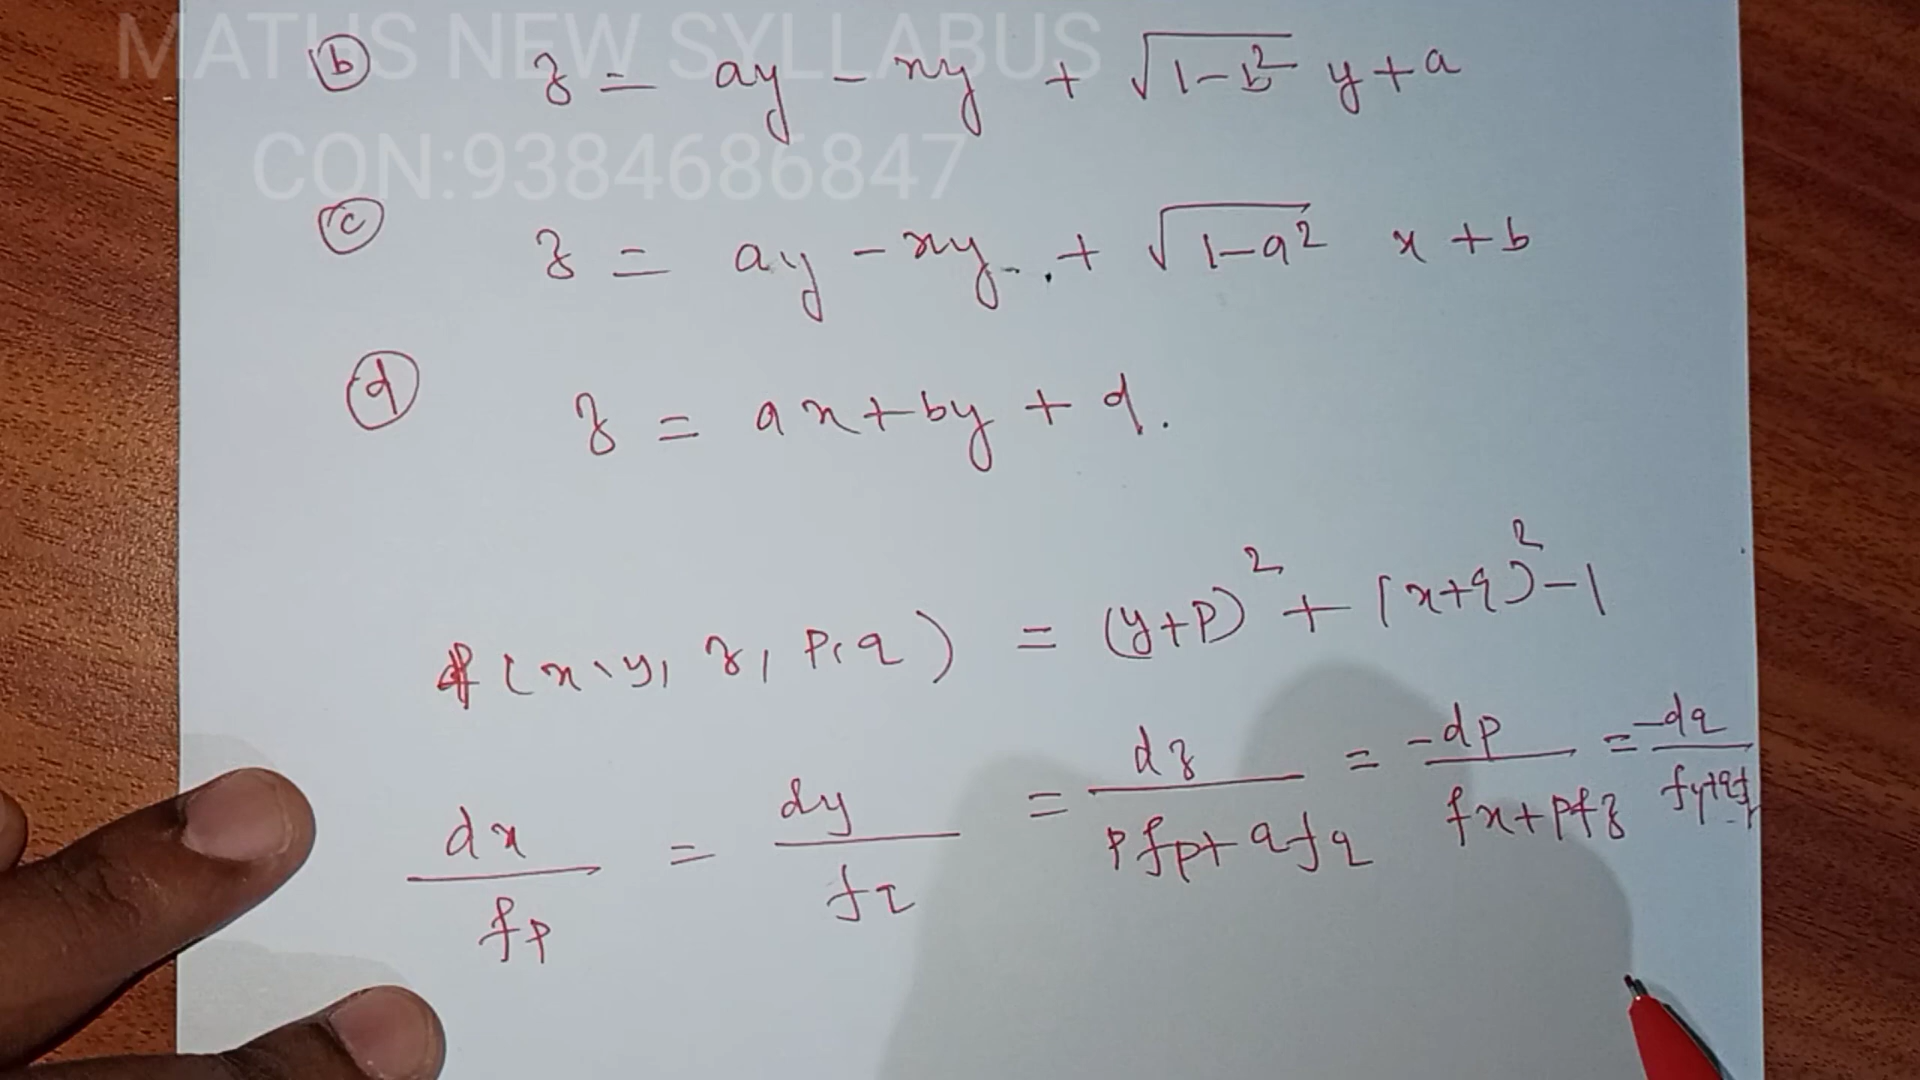 MATHS NEW SYLLABUS
CON:9384686847
(b) z = ay - xy + √(1-b²) y + a
(c) z = ay - xy + √(1-a²) x + b
(d) z = ax + by + d.
f(x, y, z, p, q) = (y+p)² + (x+q)² - 1
dx/fp = dy/fq = dz/(pfp + qfq) = -dp/(fx + pfz) = -dq/(fy + qfz)